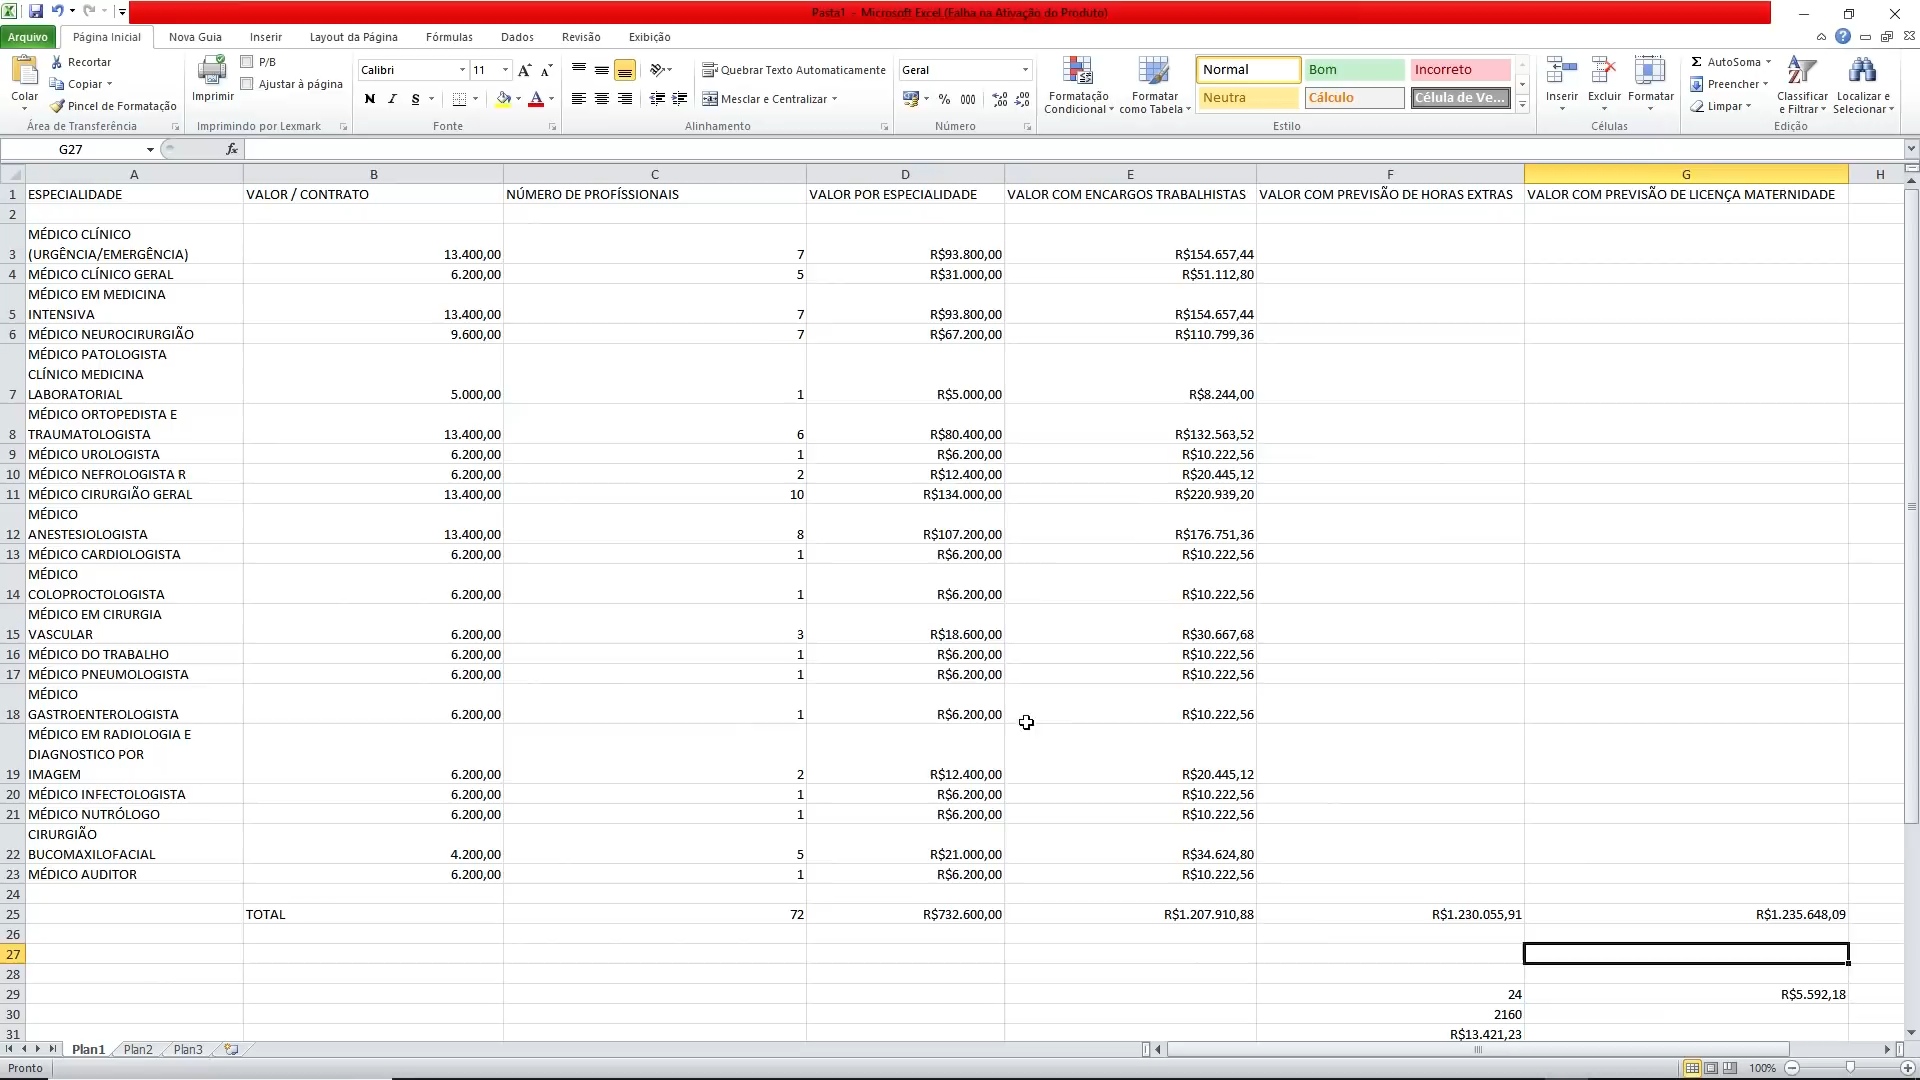 Pasta1 - Microsoft Excel (Falha na Ativação do Produto)
Arquivo Página Inicial Nova Guia Inserir Layout da Página Fórmulas Dados Revisão Exibição
Colar Recortar
Copiar
Pincel de Formatação
Área de Transferência
Imprimir P/B
Ajustar à página
Imprimindo por Lexmark
Calibri 11
N I S
Fonte
Quebrar Texto Automaticamente
Mesclar e Centralizar
Alinhamento
Geral
% 000
Número
Formatação Condicional
Formatar como Tabela
Normal Bom Incorreto
Neutra Cálculo Célula de Ve...
Estilo
Inserir Excluir Formatar
Células
Σ AutoSoma
Preencher
Limpar
Classificar e Filtrar
Localizar e Selecionar
Edição
G27 fx
A B C D E F G H
1 ESPECIALIDADE VALOR / CONTRATO NÚMERO DE PROFÍSSIONAIS VALOR POR ESPECIALIDADE VALOR COM ENCARGOS TRABALHISTAS VALOR COM PREVISÃO DE HORAS EXTRAS VALOR COM PREVISÃO DE LICENÇA MATERNIDADE
2
MÉDICO CLÍNICO
3 (URGÊNCIA/EMERGÊNCIA) 13.400,00 7 R$93.800,00 R$154.657,44
4 MÉDICO CLÍNICO GERAL 6.200,00 5 R$31.000,00 R$51.112,80
MÉDICO EM MEDICINA
5 INTENSIVA 13.400,00 7 R$93.800,00 R$154.657,44
6 MÉDICO NEUROCIRURGIÃO 9.600,00 7 R$67.200,00 R$110.799,36
MÉDICO PATOLOGISTA
CLÍNICO MEDICINA
7 LABORATORIAL 5.000,00 1 R$5.000,00 R$8.244,00
MÉDICO ORTOPEDISTA E
8 TRAUMATOLOGISTA 13.400,00 6 R$80.400,00 R$132.563,52
9 MÉDICO UROLOGISTA 6.200,00 1 R$6.200,00 R$10.222,56
10 MÉDICO NEFROLOGISTA R 6.200,00 2 R$12.400,00 R$20.445,12
11 MÉDICO CIRURGIÃO GERAL 13.400,00 10 R$134.000,00 R$220.939,20
MÉDICO
12 ANESTESIOLOGISTA 13.400,00 8 R$107.200,00 R$176.751,36
13 MÉDICO CARDIOLOGISTA 6.200,00 1 R$6.200,00 R$10.222,56
MÉDICO
14 COLOPROCTOLOGISTA 6.200,00 1 R$6.200,00 R$10.222,56
MÉDICO EM CIRURGIA
15 VASCULAR 6.200,00 3 R$18.600,00 R$30.667,68
16 MÉDICO DO TRABALHO 6.200,00 1 R$6.200,00 R$10.222,56
17 MÉDICO PNEUMOLOGISTA 6.200,00 1 R$6.200,00 R$10.222,56
MÉDICO
18 GASTROENTEROLOGISTA 6.200,00 1 R$6.200,00 R$10.222,56
MÉDICO EM RADIOLOGIA E
DIAGNOSTICO POR
19 IMAGEM 6.200,00 2 R$12.400,00 R$20.445,12
20 MÉDICO INFECTOLOGISTA 6.200,00 1 R$6.200,00 R$10.222,56
21 MÉDICO NUTRÓLOGO 6.200,00 1 R$6.200,00 R$10.222,56
CIRURGIÃO
22 BUCOMAXILOFACIAL 4.200,00 5 R$21.000,00 R$34.624,80
23 MÉDICO AUDITOR 6.200,00 1 R$6.200,00 R$10.222,56
24
25 TOTAL 72 R$732.600,00 R$1.207.910,88 R$1.230.055,91 R$1.235.648,09
26
27
28
29 24 R$5.592,18
30 2160
31 R$13.421,23
Plan1 Plan2 Plan3
Pronto 100%